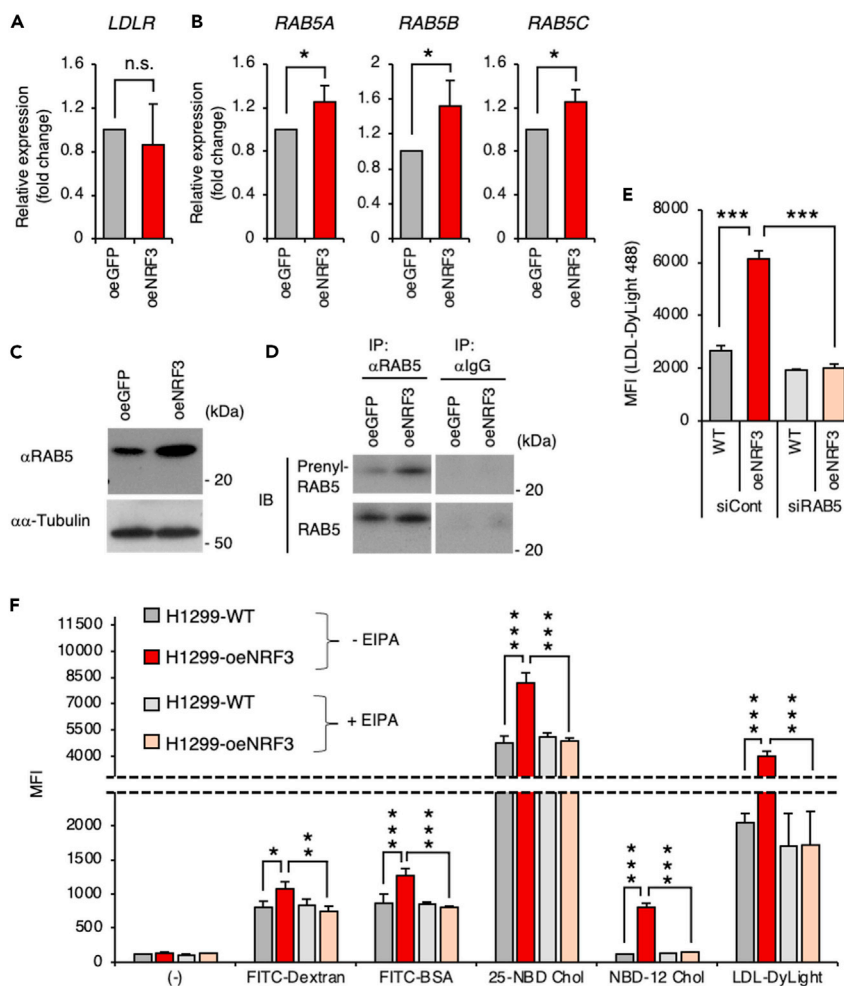 A
LDLR
n.s.
1.6
1.2
0.8
0.4
0
Relative expression
(fold change)
oeGFP
oeNRF3
B
RAB5A
*
1.6
1.2
0.8
0.4
0
Relative expression
(fold change)
oeGFP
oeNRF3
RAB5B
*
2
1.6
1.2
0.8
0.4
0
oeGFP
oeNRF3
RAB5C
*
1.6
1.2
0.8
0.4
0
oeGFP
oeNRF3
C
oeGFP
oeNRF3
(kDa)
αRAB5
- 20
αα-Tubulin
- 50
D
IP:
αRAB5
IP:
αIgG
oeGFP
oeNRF3
oeGFP
oeNRF3
(kDa)
IB
Prenyl-
RAB5
- 20
RAB5
- 20
E
8000
6000
4000
2000
0
MFI (LDL-DyLight 488)
***
***
WT
oeNRF3
WT
oeNRF3
siCont
siRAB5
F
11500
10000
8500
7000
5500
4000
2000
1500
1000
500
0
MFI
H1299-WT
H1299-oeNRF3
- EIPA
H1299-WT
H1299-oeNRF3
+ EIPA
*
**
***
***
***
***
***
***
***
***
(-)
FITC-Dextran
FITC-BSA
25-NBD Chol
NBD-12 Chol
LDL-DyLight